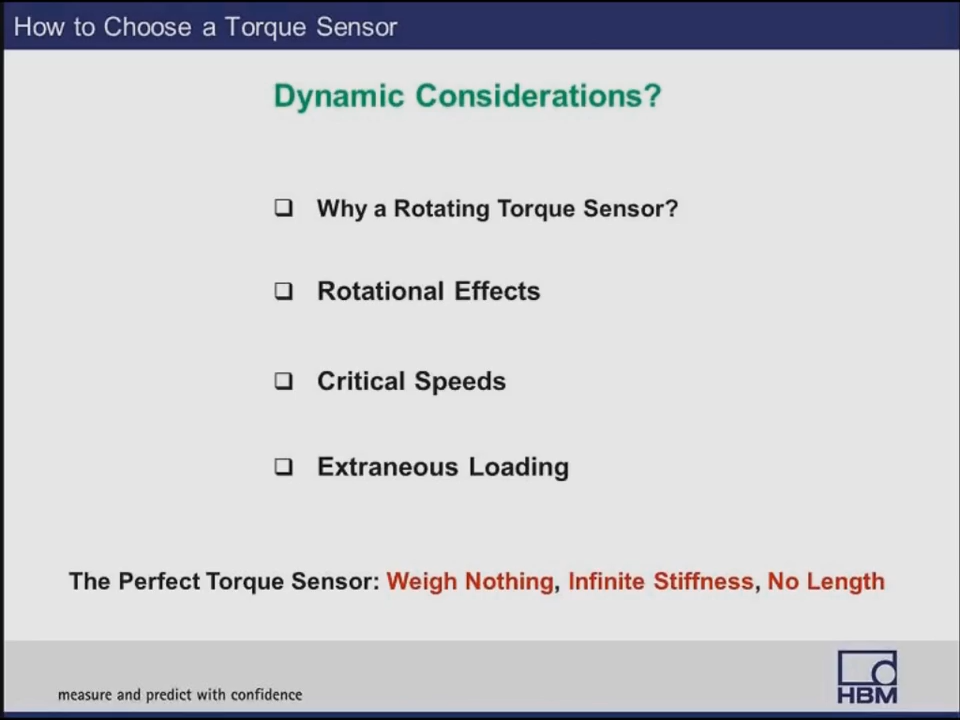 How to Choose a Torque Sensor
Dynamic Considerations?
Why a Rotating Torque Sensor?
Rotational Effects
Critical Speeds
Extraneous Loading
The Perfect Torque Sensor: Weigh Nothing, Infinite Stiffness, No Length
measure and predict with confidence
HBM